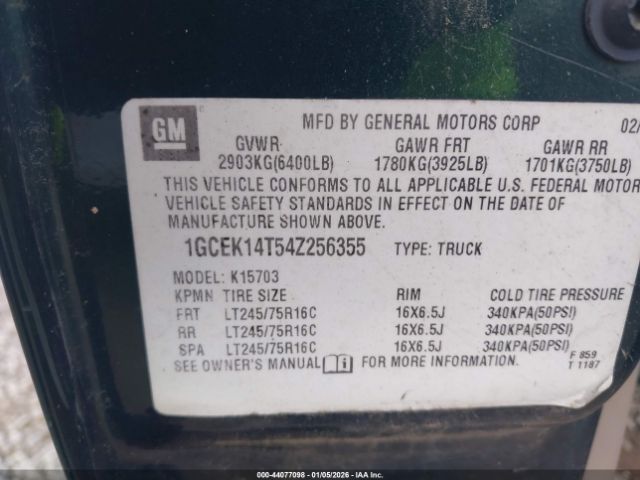 GM
MFD BY GENERAL MOTORS CORP 02/
GVWR GAWR FRT GAWR RR
2903KG(6400LB) 1780KG(3925LB) 1701KG(3750LB)
THIS VEHICLE CONFORMS TO ALL APPLICABLE U.S. FEDERAL MOTOR
VEHICLE SAFETY STANDARDS IN EFFECT ON THE DATE OF
MANUFACTURE SHOWN ABOVE.
1GCEK14T54Z256355 TYPE: TRUCK
MODEL: K15703
KPMN TIRE SIZE RIM COLD TIRE PRESSURE
FRT LT245/75R16C 16X6.5J 340KPA(50PSI)
RR LT245/75R16C 16X6.5J 340KPA(50PSI)
SPA LT245/75R16C 16X6.5J 340KPA(50PSI)
SEE OWNER'S MANUAL i FOR MORE INFORMATION.
F 859
T 1187
000-44077098 - 01/05/2026 - IAA Inc.